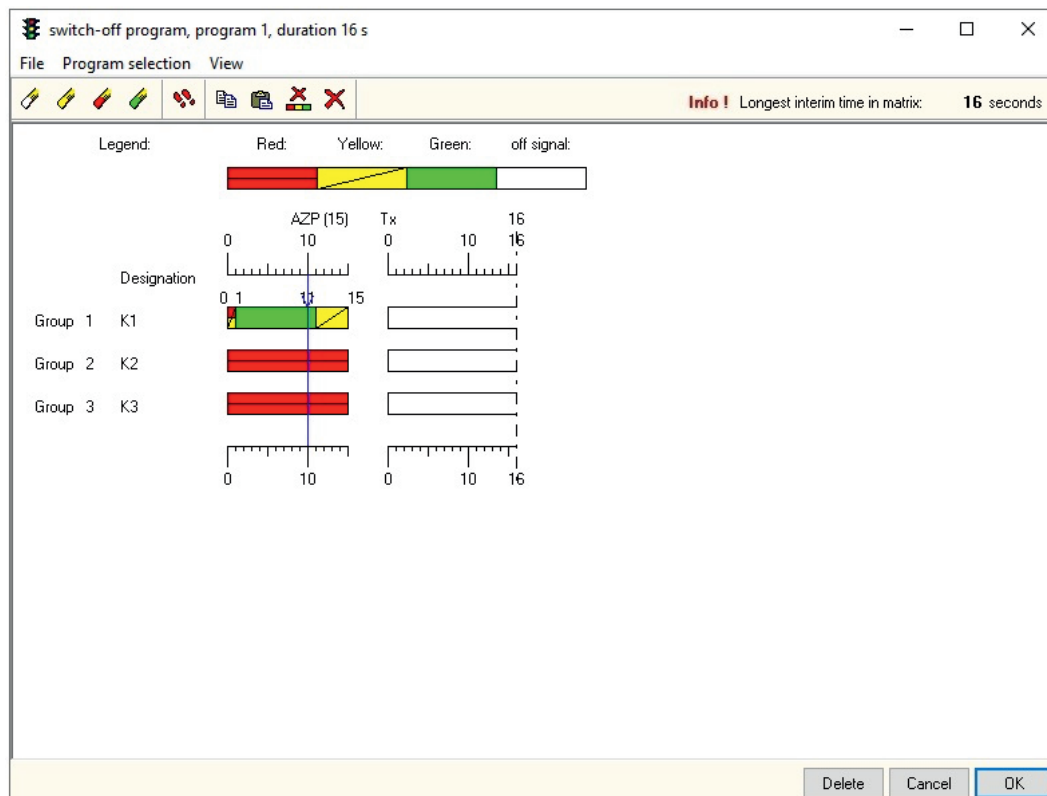 switch-off program, program 1, duration 16 s
File Program selection View
Info ! Longest interim time in matrix: 16 seconds
Legend: Red: Yellow: Green: off signal:
AZP (15) Tx 16
0 10 0 10 16
Designation
0 1 15
Group 1 K1
Group 2 K2
Group 3 K3
0 10 0 10 16
Delete Cancel OK